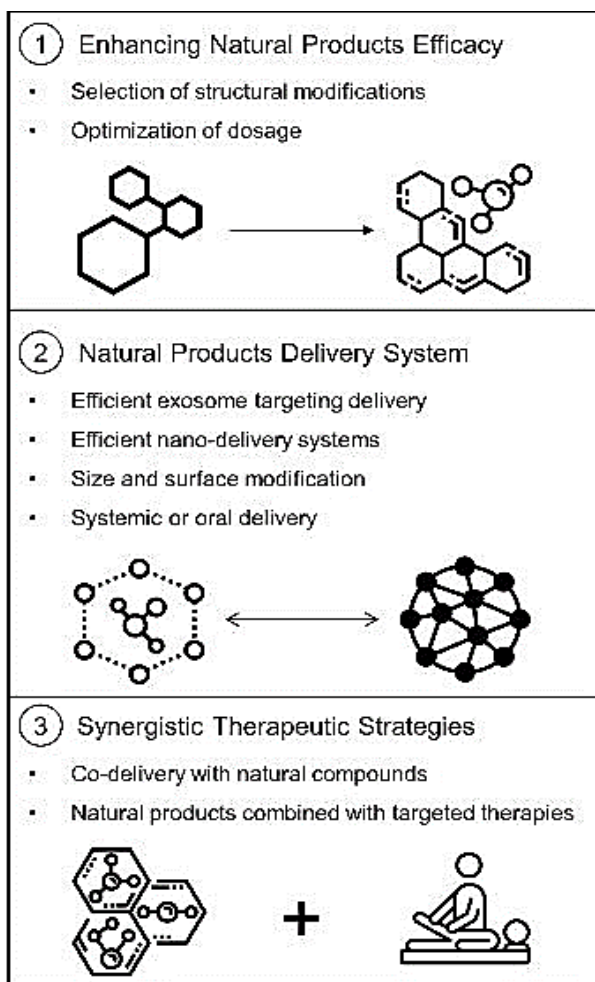 1 Enhancing Natural Products Efficacy
▪ Selection of structural modifications
▪ Optimization of dosage
2 Natural Products Delivery System
▪ Efficient exosome targeting delivery
▪ Efficient nano-delivery systems
▪ Size and surface modification
▪ Systemic or oral delivery
3 Synergistic Therapeutic Strategies
▪ Co-delivery with natural compounds
▪ Natural products combined with targeted therapies
+